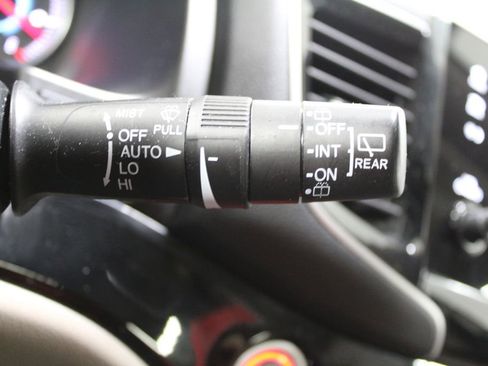 MIST
OFF
AUTO
LO
HI
PULL
OFF
INT
ON
REAR